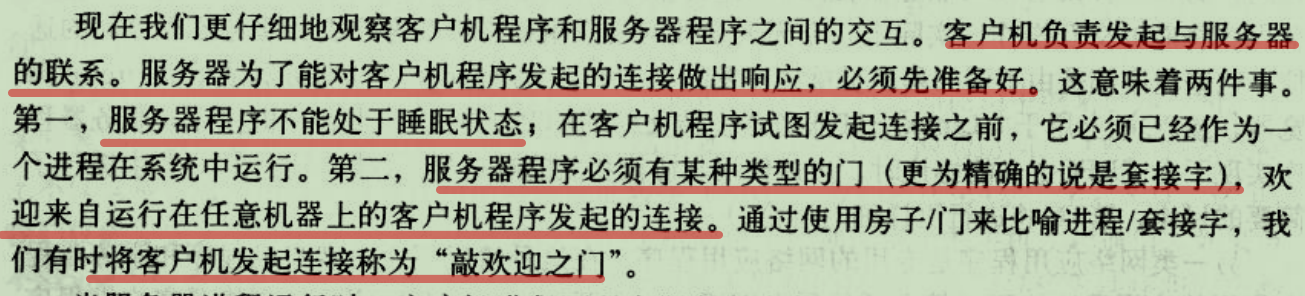 现在我们更仔细地观察客户机程序和服务器程序之间的交互。客户机负责发起与服务器
的联系。服务器为了能对客户机程序发起的连接做出响应，必须先准备好。这意味着两件事。
第一，服务器程序不能处于睡眠状态；在客户机程序试图发起连接之前，它必须已经作为一
个进程在系统中运行。第二，服务器程序必须有某种类型的门（更为精确的说是套接字），欢
迎来自运行在任意机器上的客户机程序发起的连接。通过使用房子/门来比喻进程/套接字，我
们有时将客户机发起连接称为“敲欢迎之门”。